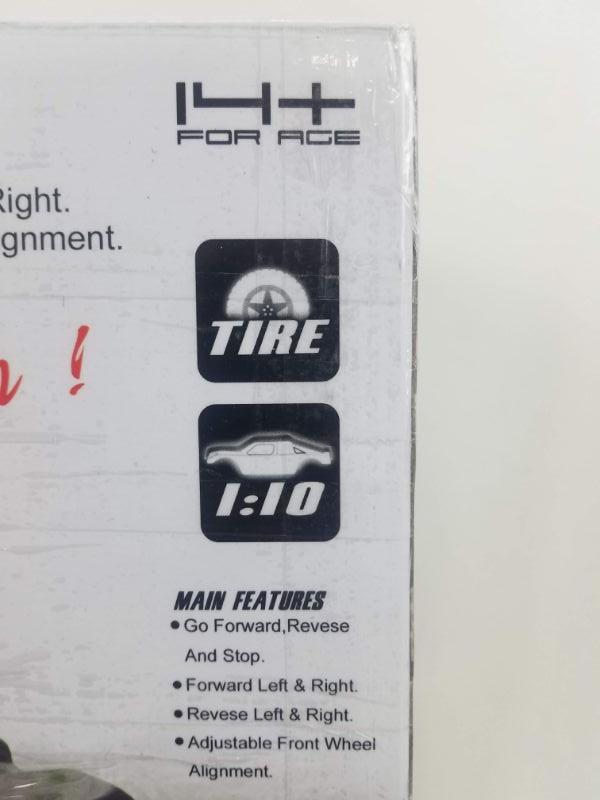 14+
FOR AGE
Right.
gnment.
!
TIRE
1:10
MAIN FEATURES
• Go Forward,Revese
And Stop.
• Forward Left & Right.
• Revese Left & Right.
• Adjustable Front Wheel
Alignment.